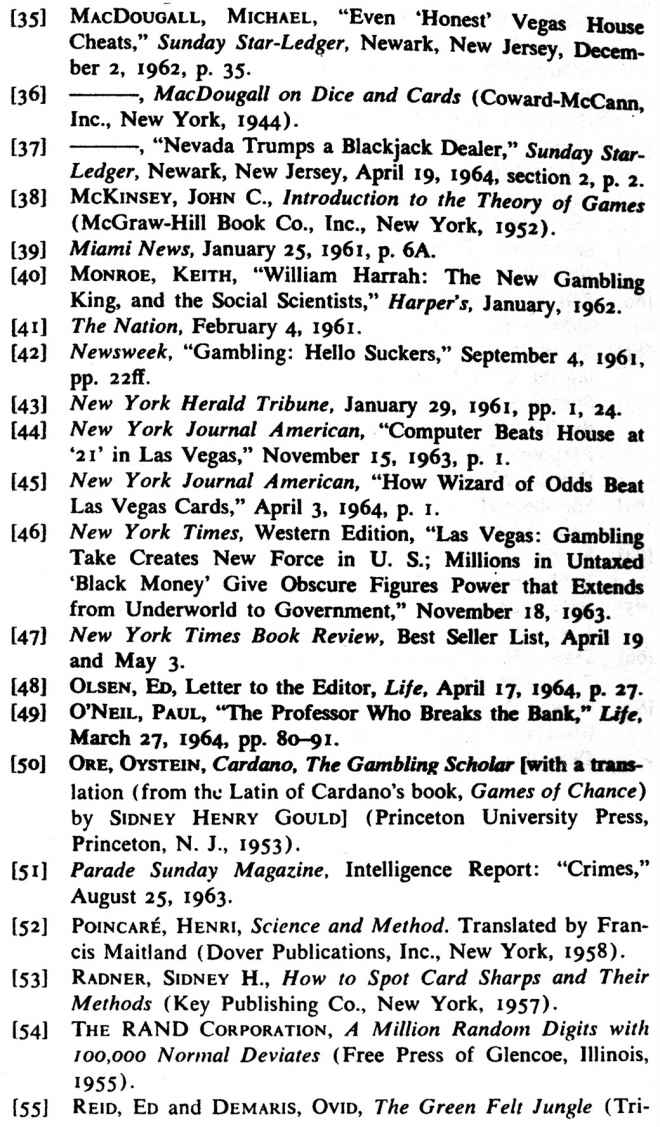 [35] MACDOUGALL, MICHAEL, “Even ‘Honest’ Vegas House
Cheats,” Sunday Star-Ledger, Newark, New Jersey, Decem-
ber 2, 1962, p. 35.
[36] ———, MacDougall on Dice and Cards (Coward-McCann,
Inc., New York, 1944).
[37] ———, “Nevada Trumps a Blackjack Dealer,” Sunday Star-
Ledger, Newark, New Jersey, April 19, 1964, section 2, p. 2.
[38] MCKINSEY, JOHN C., Introduction to the Theory of Games
(McGraw-Hill Book Co., Inc., New York, 1952).
[39] Miami News, January 25, 1961, p. 6A.
[40] MONROE, KEITH, “William Harrah: The New Gambling
King, and the Social Scientists,” Harper’s, January, 1962.
[41] The Nation, February 4, 1961.
[42] Newsweek, “Gambling: Hello Suckers,” September 4, 1961,
pp. 22ff.
[43] New York Herald Tribune, January 29, 1961, pp. 1, 24.
[44] New York Journal American, “Computer Beats House at
‘21’ in Las Vegas,” November 15, 1963, p. 1.
[45] New York Journal American, “How Wizard of Odds Beat
Las Vegas Cards,” April 3, 1964, p. 1.
[46] New York Times, Western Edition, “Las Vegas: Gambling
Take Creates New Force in U. S.; Millions in Untaxed
‘Black Money’ Give Obscure Figures Power that Extends
from Underworld to Government,” November 18, 1963.
[47] New York Times Book Review, Best Seller List, April 19
and May 3.
[48] OLSEN, ED, Letter to the Editor, Life, April 17, 1964, p. 27.
[49] O’NEIL, PAUL, “The Professor Who Breaks the Bank,” Life,
March 27, 1964, pp. 80–91.
[50] ORE, OYSTEIN, Cardano, The Gambling Scholar [with a trans-
lation (from the Latin of Cardano’s book, Games of Chance)
by SIDNEY HENRY GOULD] (Princeton University Press,
Princeton, N. J., 1953).
[51] Parade Sunday Magazine, Intelligence Report: “Crimes,”
August 25, 1963.
[52] POINCARÉ, HENRI, Science and Method. Translated by Fran-
cis Maitland (Dover Publications, Inc., New York, 1958).
[53] RADNER, SIDNEY H., How to Spot Card Sharps and Their
Methods (Key Publishing Co., New York, 1957).
[54] THE RAND CORPORATION, A Million Random Digits with
100,000 Normal Deviates (Free Press of Glencoe, Illinois,
1955).
[55] REID, ED and DEMARIS, OVID, The Green Felt Jungle (Tri-